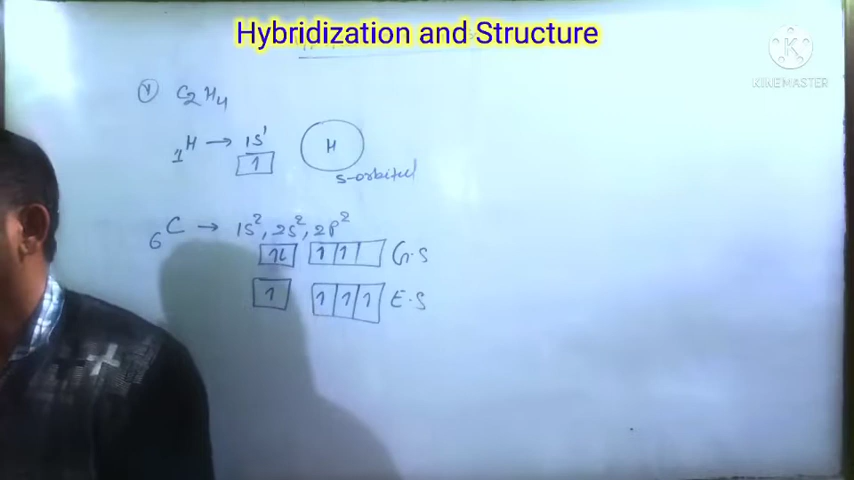 Hybridization and Structure
KINEMASTER
① C₂H₄
₁H → 1S¹ H
1
s-orbital
₆C → 1S², 2S², 2P²
1l 1 1 G.S
1 1 1 1 E.S